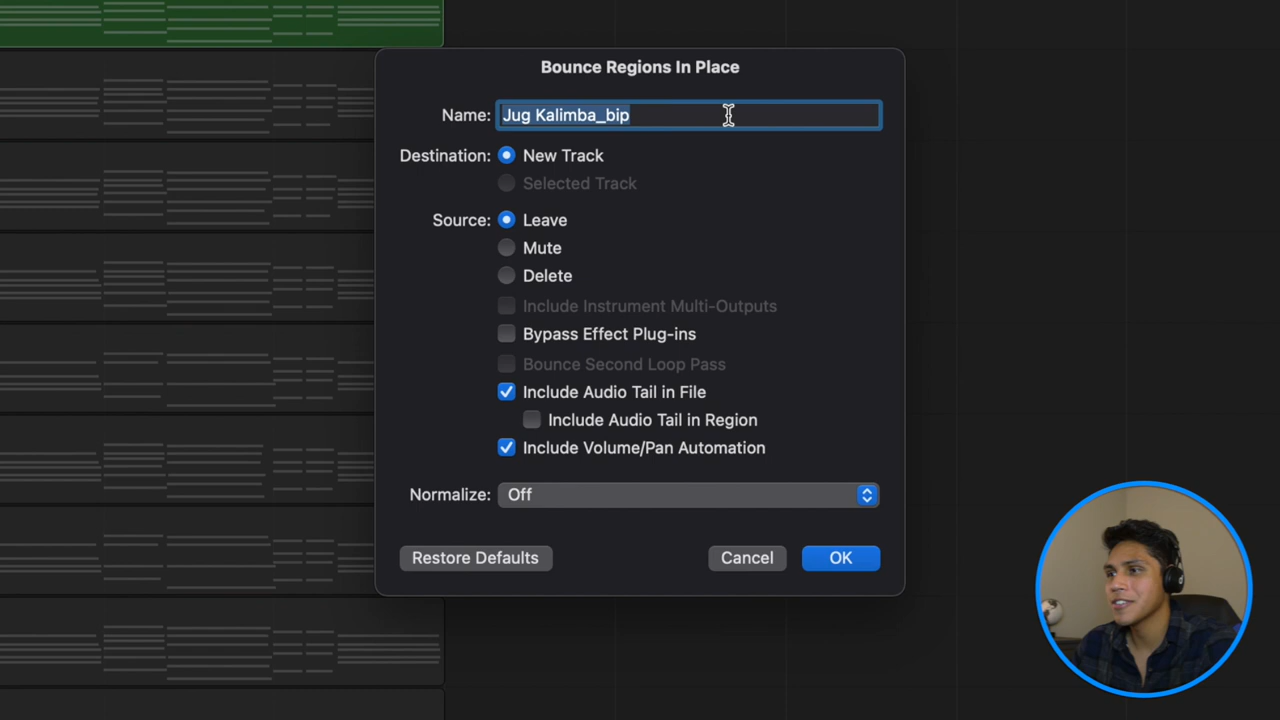 Bounce Regions In Place
Name: Jug Kalimba_bip
Destination: New Track
Selected Track
Source: Leave
Mute
Delete
Include Instrument Multi-Outputs
Bypass Effect Plug-ins
Bounce Second Loop Pass
Include Audio Tail in File
Include Audio Tail in Region
Include Volume/Pan Automation
Normalize: Off
Restore Defaults Cancel OK